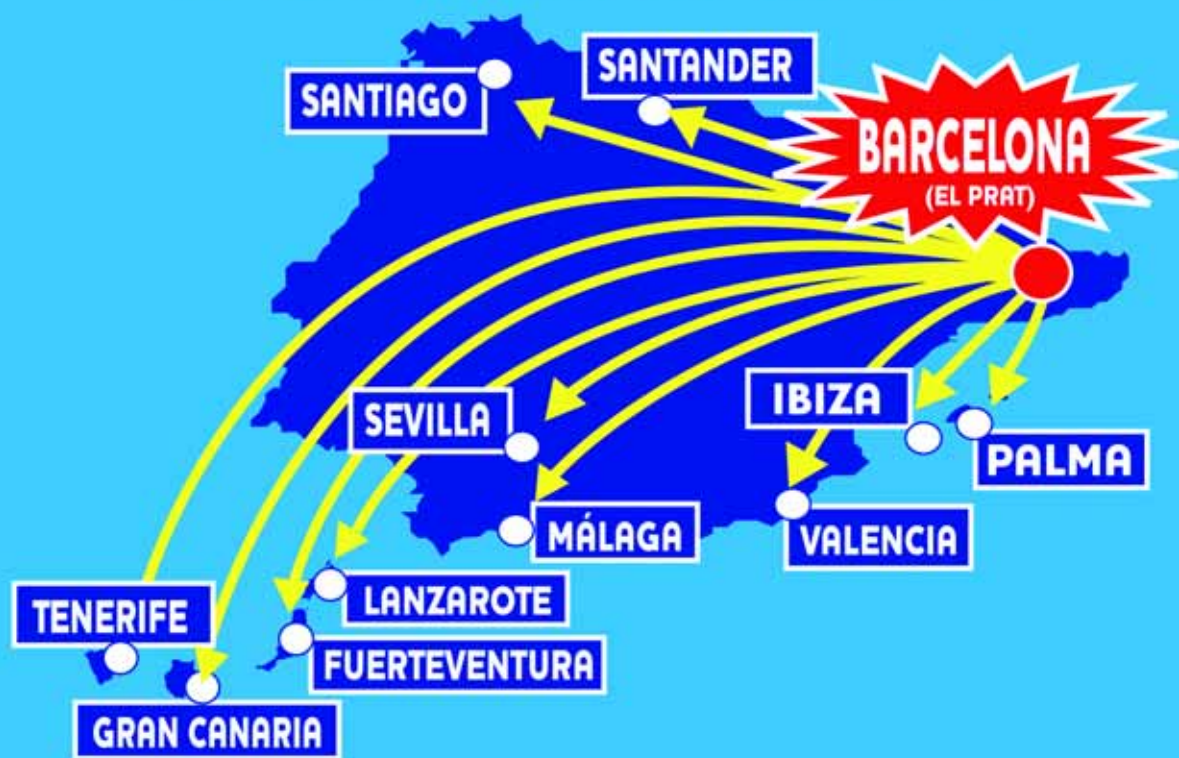 SANTANDER
SANTIAGO
BARCELONA
(EL PRAT)
IBIZA
SEVILLA
PALMA
MÁLAGA
VALENCIA
LANZAROTE
TENERIFE
FUERTEVENTURA
GRAN CANARIA